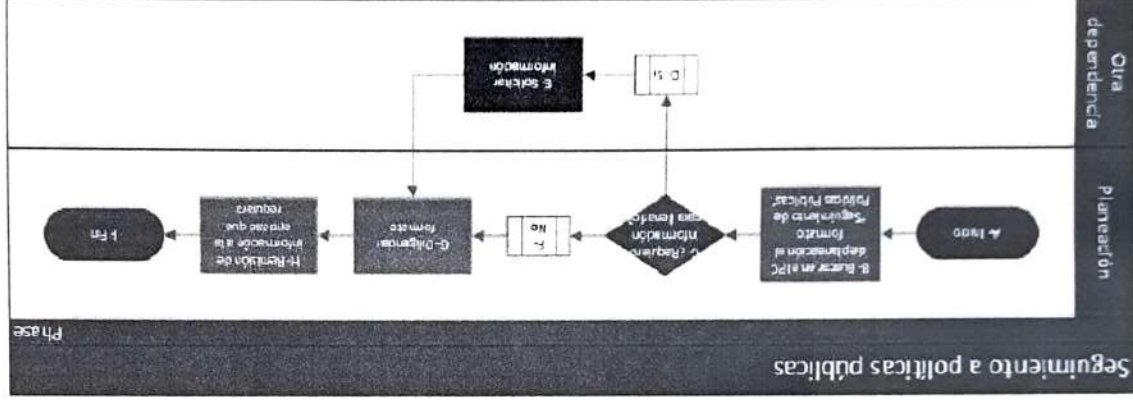 Seguimiento a políticas públicas
Phase
Planeación
A- Inicio
B- Buscar en el PC
de planeación el
formato
"Seguimiento de
Políticas Públicas"
C- ¿Requiere
información
para llenarlo?
F-
No
G-Diligenciar
formato
H-Remisión de
información a la
entidad que
requiera
I- Fin
Otra
dependencia
D- Si
E- Solicitar
información